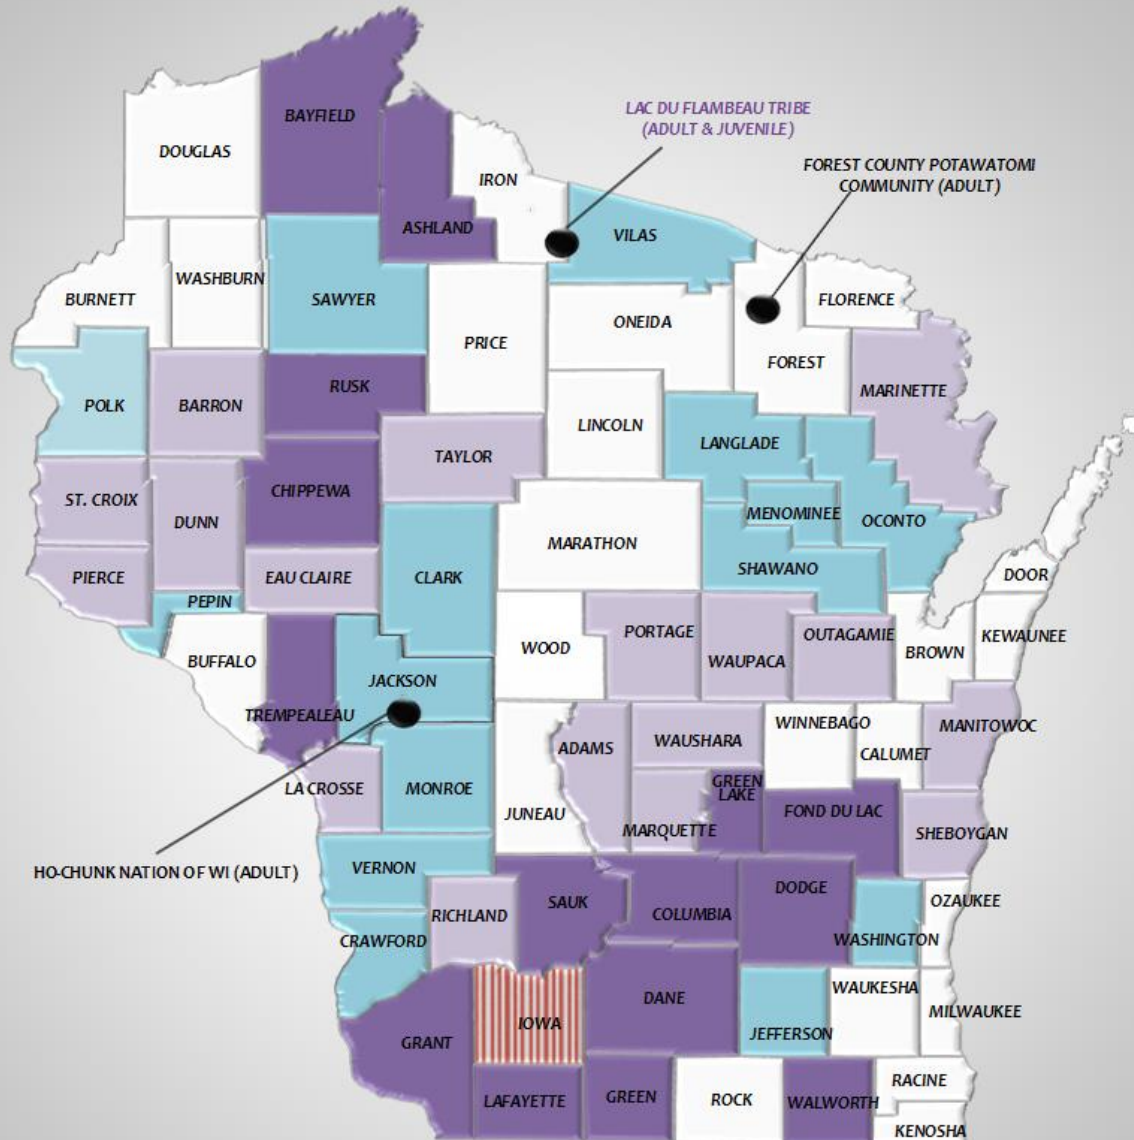 LAC DU FLAMBEAU TRIBE
(ADULT & JUVENILE)
BAYFIELD
DOUGLAS
FOREST COUNTY POTAWATOMI
COMMUNITY (ADULT)
IRON
ASHLAND
VILAS
WASHBURN
BURNETT
SAWYER
FLORENCE
ONEIDA
PRICE
FOREST
RUSK
MARINETTE
POLK
BARRON
LINCOLN
LANGLADE
TAYLOR
CHIPPEWA
ST. CROIX
MENOMINEE
DUNN
OCONTO
MARATHON
SHAWANO
DOOR
PIERCE
EAU CLAIRE
CLARK
PEPIN
PORTAGE
OUTAGAMIE
KEWAUNEE
WOOD
BROWN
BUFFALO
WAUPACA
JACKSON
TREMPEALEAU
WINNEBAGO
MANITOWOC
ADAMS
WAUSHARA
CALUMET
LA CROSSE
MONROE
GREEN
LAKE
JUNEAU
FOND DU LAC
MARQUETTE
SHEBOYGAN
HO-CHUNK NATION OF WI (ADULT)
VERNON
DODGE
SAUK
OZAUKEE
RICHLAND
COLUMBIA
CRAWFORD
WASHINGTON
WAUKESHA
DANE
MILWAUKEE
IOWA
JEFFERSON
GRANT
RACINE
LAFAYETTE
GREEN
ROCK
WALWORTH
KENOSHA